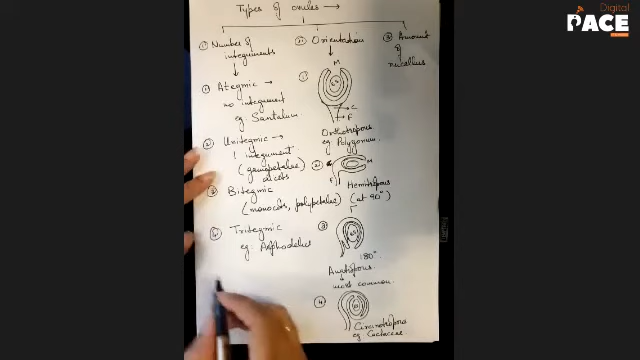 Types of ovules →
① Number of
integuments
① Ategmic →
no integument
eg. Santalum
② Unitegmic →
1 integument
(gamopetalae
dicots)
③ Bitegmic
(monocots, polypetalae)
④ Tritegmic
eg. Asphodelus
② Orientation
① M
C
F
Orthotropous
eg Polygonum
② M
F
Hemitropous
(at 90°)
③
180°
Anatropous
most common
④
Circinotropous
eg Cactaceae
③ Amount
of
nucellus
Digital
PACE